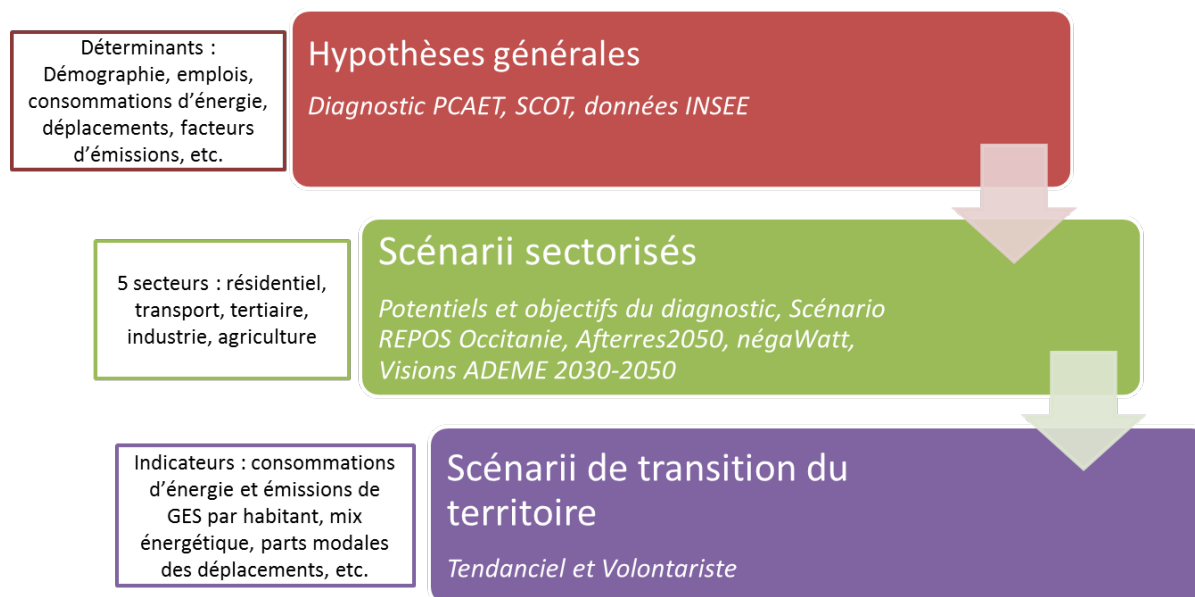 Déterminants :
Démographie, emplois,
consommations d’énergie,
déplacements, facteurs
d’émissions, etc.
Hypothèses générales
Diagnostic PCAET, SCOT, données INSEE
5 secteurs : résidentiel,
transport, tertiaire,
industrie, agriculture
Scénarii sectorisés
Potentiels et objectifs du diagnostic, Scénario
REPOS Occitanie, Afterres2050, négaWatt,
Visions ADEME 2030-2050
Indicateurs : consommations
d’énergie et émissions de
GES par habitant, mix
énergétique, parts modales
des déplacements, etc.
Scénarii de transition du
territoire
Tendanciel et Volontariste